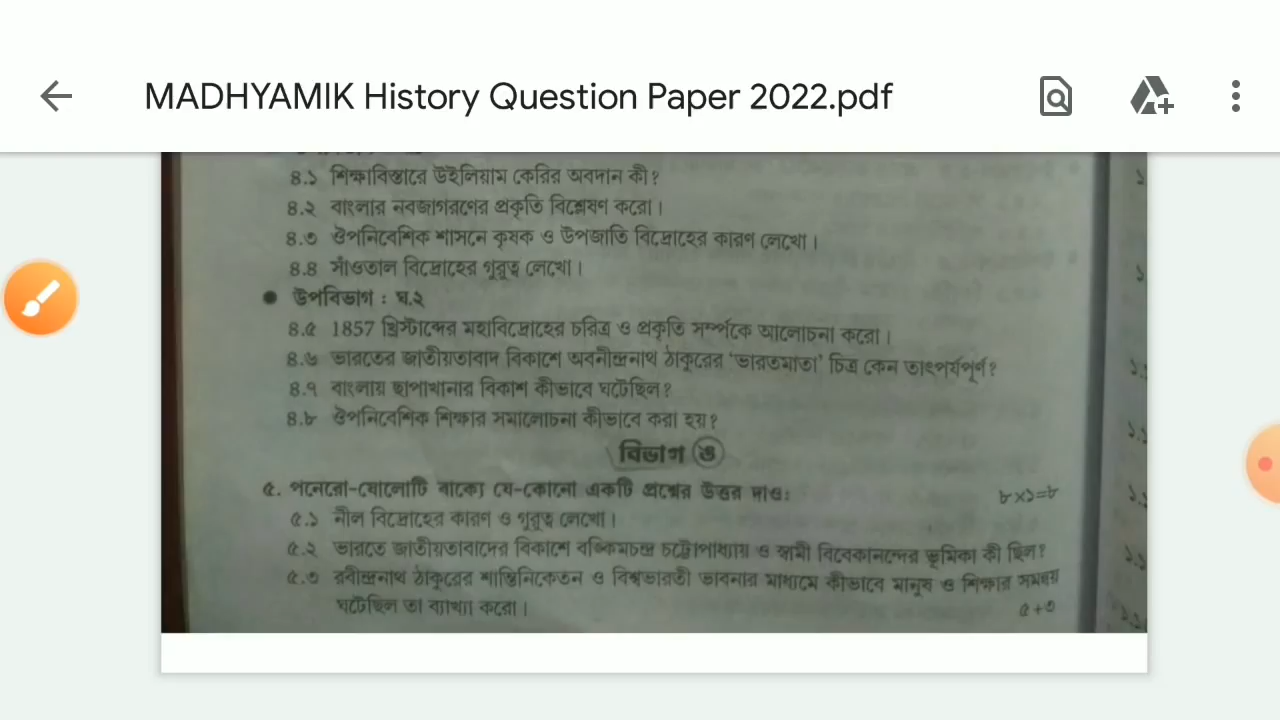 MADHYAMIK History Question Paper 2022.pdf
৪.১ শিক্ষাবিস্তারে উইলিয়াম কেরির অবদান কী?
৪.২ বাংলার নবজাগরণের প্রকৃতি বিশ্লেষণ করো।
৪.৩ ঔপনিবেশিক শাসনে কৃষক ও উপজাতি বিদ্রোহের কারণ লেখো।
৪.৪ সাঁওতাল বিদ্রোহের গুরুত্ব লেখো।
● উপবিভাগ : ঘ.২
৪.৫ 1857 খ্রিস্টাব্দের মহাবিদ্রোহের চরিত্র ও প্রকৃতি সম্পর্কে আলোচনা করো।
৪.৬ ভারতের জাতীয়তাবাদ বিকাশে অবনীন্দ্রনাথ ঠাকুরের 'ভারতমাতা' চিত্র কেন তাৎপর্যপূর্ণ?
৪.৭ বাংলায় ছাপাখানার বিকাশ কীভাবে ঘটেছিল?
৪.৮ ঔপনিবেশিক শিক্ষার সমালোচনা কীভাবে করা হয়?
বিভাগ ঙ
৫. পনেরো-ষোলোটি বাক্যে যে-কোনো একটি প্রশ্নের উত্তর দাও: ৮×১=৮
৫.১ নীল বিদ্রোহের কারণ ও গুরুত্ব লেখো।
৫.২ ভারতে জাতীয়তাবাদের বিকাশে বঙ্কিমচন্দ্র চট্টোপাধ্যায় ও স্বামী বিবেকানন্দের ভূমিকা কী ছিল?
৫.৩ রবীন্দ্রনাথ ঠাকুরের শান্তিনিকেতন ও বিশ্বভারতী ভাবনার মাধ্যমে কীভাবে মানুষ ও শিক্ষার সমন্বয়
ঘটেছিল তা ব্যাখ্যা করো। ৫+৩